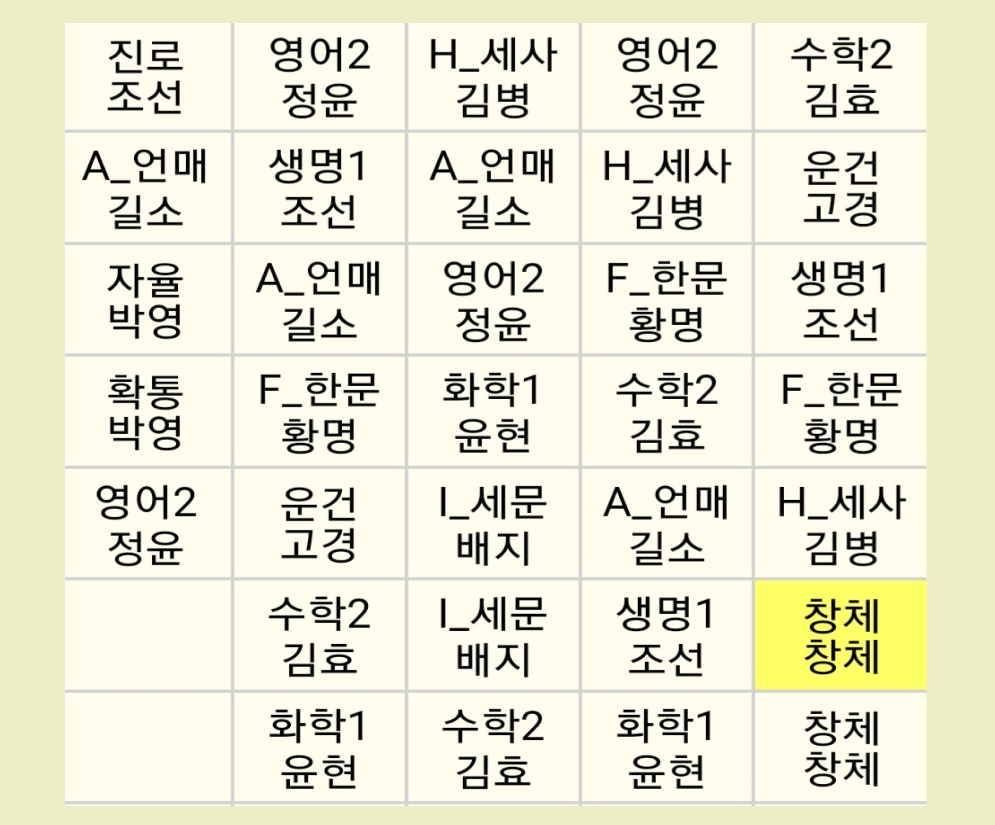 진로 영어2 H_세사 영어2 수학2
조선 정윤 김병 정윤 김효
A_언매 생명1 A_언매 H_세사 운건
길소 조선 길소 김병 고경
자율 A_언매 영어2 F_한문 생명1
박영 길소 정윤 황명 조선
확통 F_한문 화학1 수학2 F_한문
박영 황명 윤현 김효 황명
영어2 운건 I_세문 A_언매 H_세사
정윤 고경 배지 길소 김병
수학2 I_세문 생명1 창체
김효 배지 조선 창체
화학1 수학2 화학1 창체
윤현 김효 윤현 창체